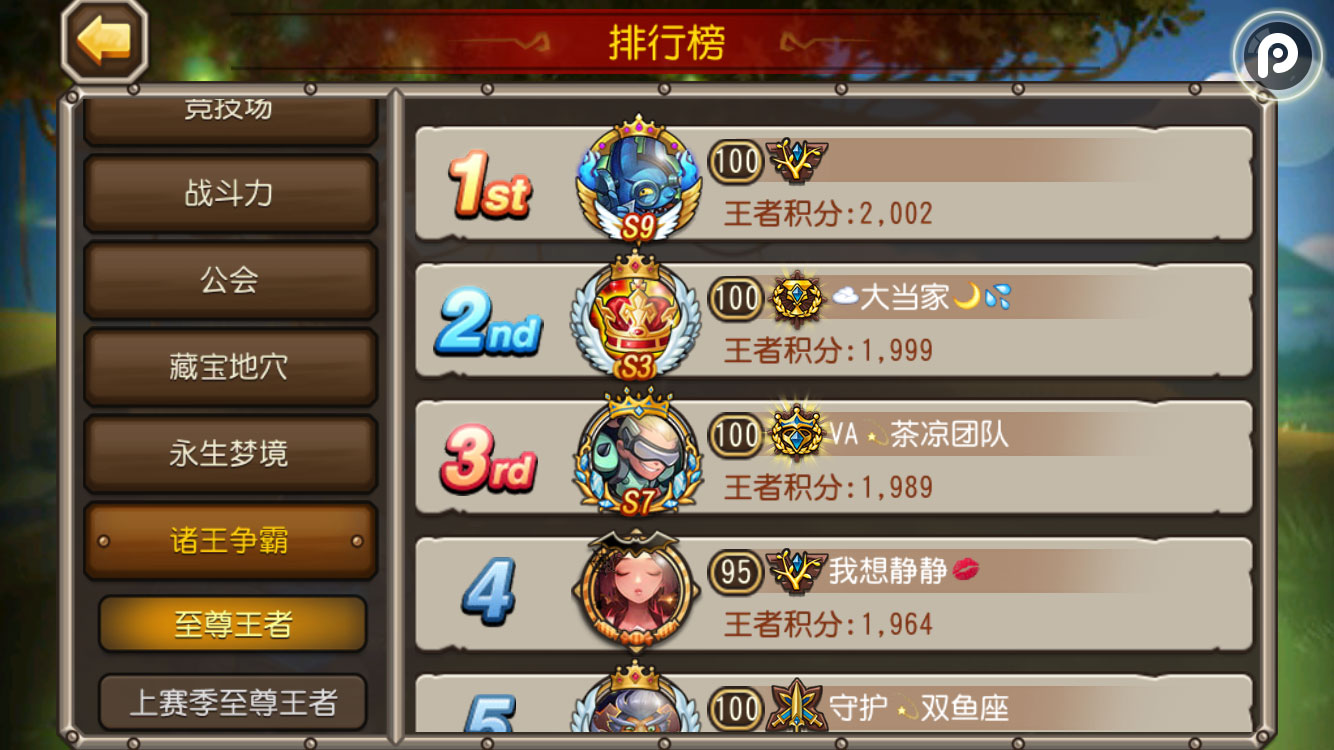 排行榜
P
竞技场
战斗力
公会
藏宝地穴
永生梦境
诸王争霸
至尊王者
上赛季至尊王者
1st
S9
100
王者积分:2,002
2nd
S3
100 ☁️大当家🌙💦
王者积分:1,999
3rd
S7
100 VA💫茶凉团队
王者积分:1,989
4
95 我想静静💋
王者积分:1,964
5
100 守护💫双鱼座